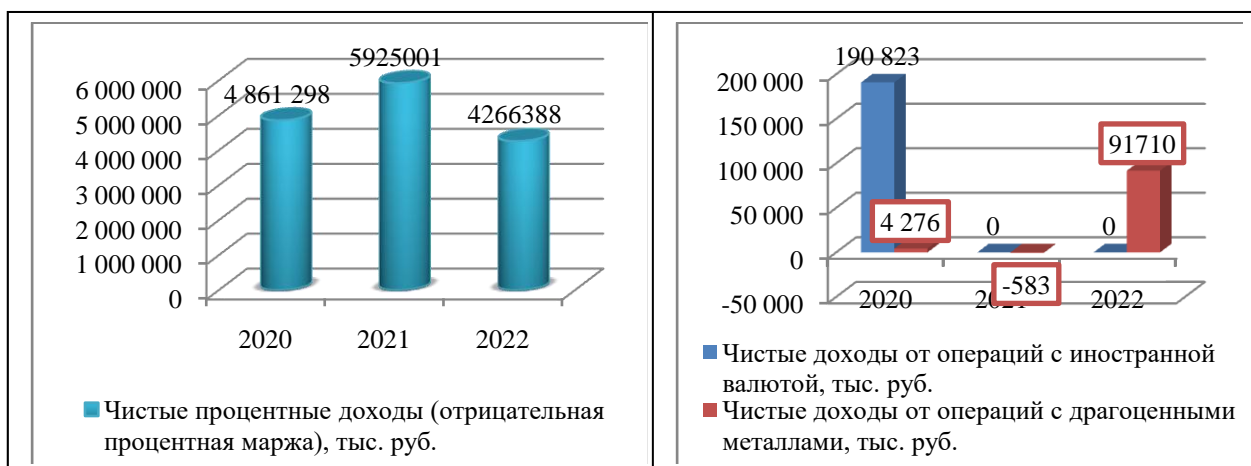 5925001
6 000 000
4 861 298
5 000 000
4266388
4 000 000
3 000 000
2 000 000
1 000 000
0
2020 2021 2022
Чистые процентные доходы (отрицательная
процентная маржа), тыс. руб.
190 823
200 000
150 000
91710
100 000
50 000
4 276 0 0
0
-583
-50 000
2020 2022
Чистые доходы от операций с иностранной
валютой, тыс. руб.
Чистые доходы от операций с драгоценными
металлами, тыс. руб.